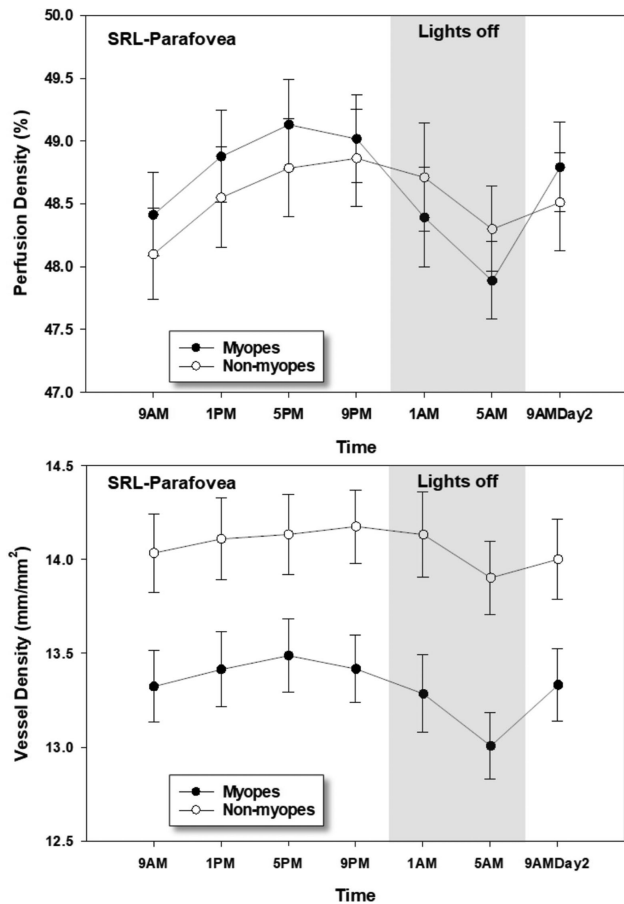 50.0
SRL-Parafovea
Lights off
49.5
49.0
48.5
48.0
47.5
47.0
Perfusion Density (%)
Myopes
Non-myopes
9AM 1PM 5PM 9PM 1AM 5AM 9AMDay2
Time
14.5
SRL-Parafovea
Lights off
14.0
13.5
13.0
12.5
Vessel Density (mm/mm²)
Myopes
Non-myopes
9AM 1PM 5PM 9PM 1AM 5AM 9AMDay2
Time